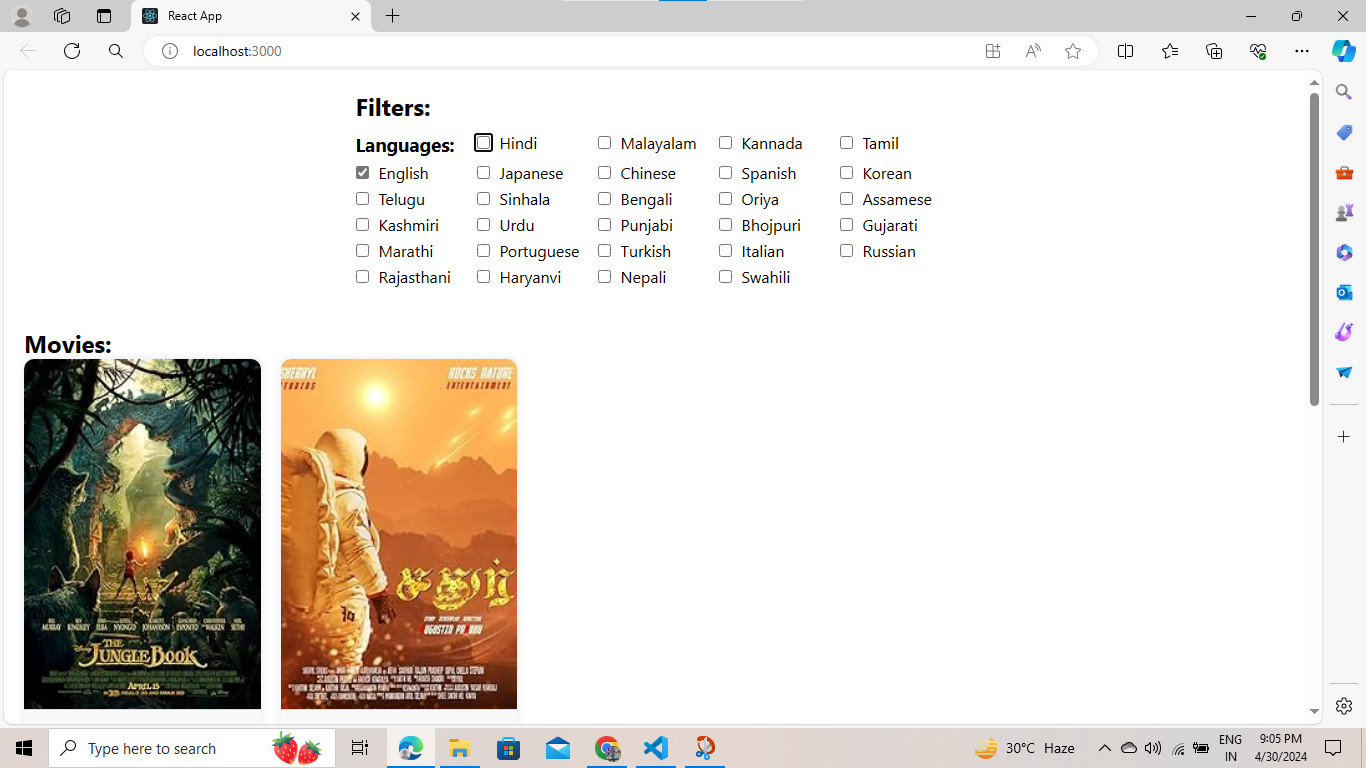 React App
localhost:3000
Filters:
Languages: Hindi Malayalam Kannada Tamil
English Japanese Chinese Spanish Korean
Telugu Sinhala Bengali Oriya Assamese
Kashmiri Urdu Punjabi Bhojpuri Gujarati
Marathi Portuguese Turkish Italian Russian
Rajasthani Haryanvi Nepali Swahili
Movies:
THE
JUNGLE BOOK
APRIL 15
SHERRYL
STUDIOS
ROCKS NATURE
ENTERTAINMENT
Type here to search
30°C Haze
ENG
IN
9:05 PM
4/30/2024